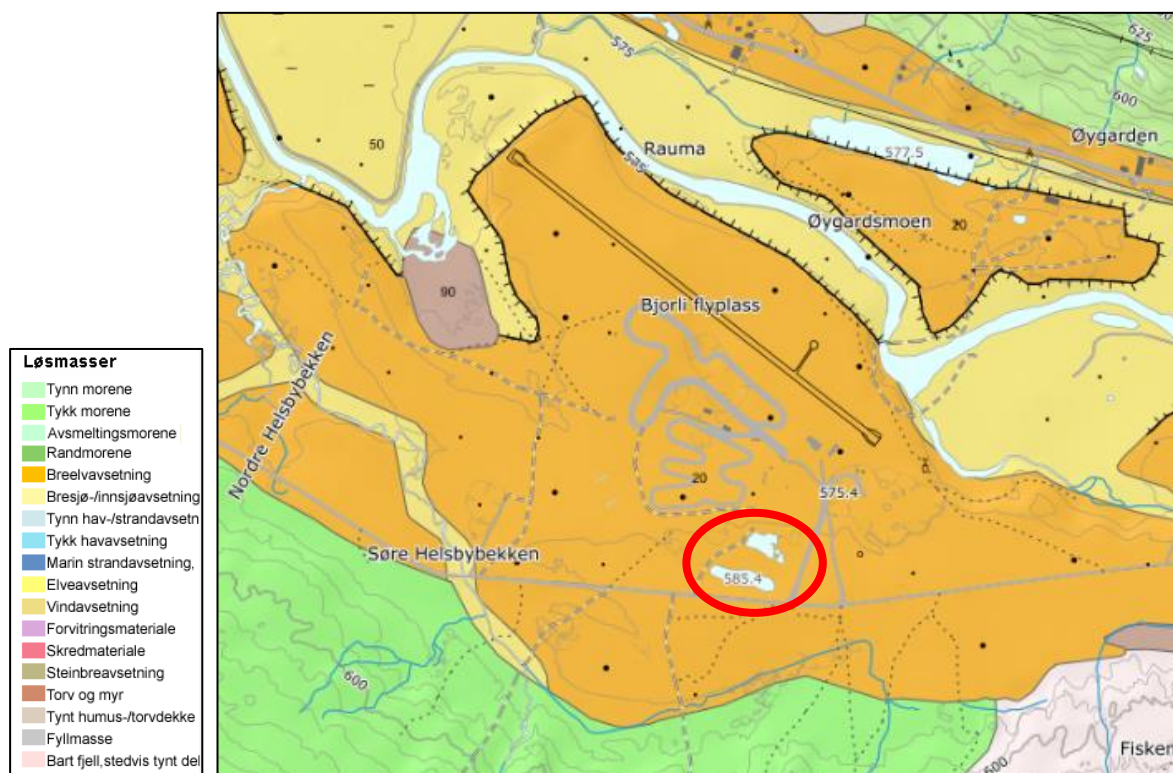 Løsmasser
Tynn morene
Tykk morene
Avsmeltingsmorene
Randmorene
Breelvavsetning
Bresjø-/innsjøavsetning
Tynn hav-/strandavsetn
Tykk havavsetning
Marin strandavsetning,
Elveavsetning
Vindavsetning
Forvitringsmateriale
Skredmateriale
Steinbreavsetning
Torv og myr
Tynt humus-/torvdekke
Fyllmasse
Bart fjell,stedvis tynt del
575
A
625
600
Øygarden
50
Rauma
575
577.5
A
Øygardsmoen
20
90
Bjorli flyplass
Nordre Helsbybekken
20
575.4
Søre Helsbybekken
585.4
600
600
Fisker